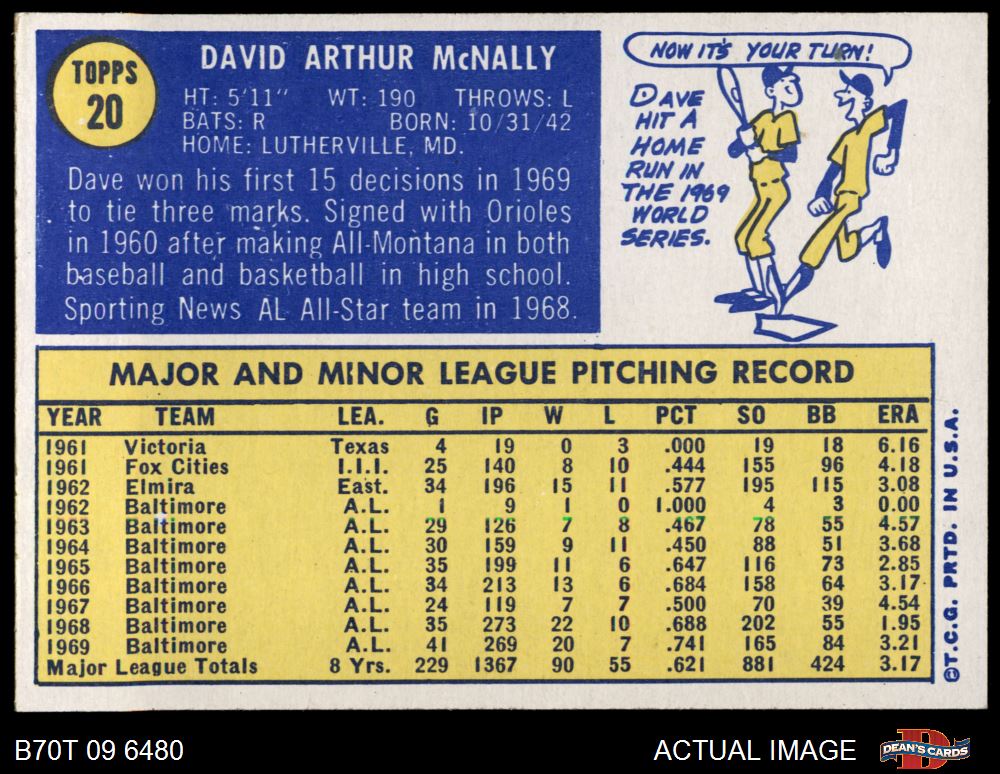 TOPPS
20
DAVID ARTHUR McNALLY
HT: 5'11" WT: 190 THROWS: L
BATS: R BORN: 10/31/42
HOME: LUTHERVILLE, MD.
Dave won his first 15 decisions in 1969
to tie three marks. Signed with Orioles
in 1960 after making All-Montana in both
baseball and basketball in high school.
Sporting News AL All-Star team in 1968.
NOW IT'S YOUR TURN!
DAVE
HIT A
HOME
RUN IN
THE 1969
WORLD
SERIES.
MAJOR AND MINOR LEAGUE PITCHING RECORD
YEAR TEAM LEA. G IP W L PCT SO BB ERA
1961 Victoria Texas 4 19 0 3 .000 19 18 6.16
1961 Fox Cities I.I.I. 25 140 8 10 .444 155 96 4.18
1962 Elmira East. 34 196 15 11 .577 195 115 3.08
1962 Baltimore A.L. 1 9 1 0 1.000 4 3 0.00
1963 Baltimore A.L. 29 126 7 8 .467 78 55 4.57
1964 Baltimore A.L. 30 159 9 11 .450 88 51 3.68
1965 Baltimore A.L. 35 199 11 6 .647 116 73 2.85
1966 Baltimore A.L. 34 213 13 6 .684 158 64 3.17
1967 Baltimore A.L. 24 119 7 7 .500 70 39 4.54
1968 Baltimore A.L. 35 273 22 10 .688 202 55 1.95
1969 Baltimore A.L. 41 269 20 7 .741 165 84 3.21
Major League Totals 8 Yrs. 229 1367 90 55 .621 881 424 3.17
©T.C.G. PRTD. IN U.S.A.
B70T 09 6480
ACTUAL IMAGE
DEAN'S CARDS